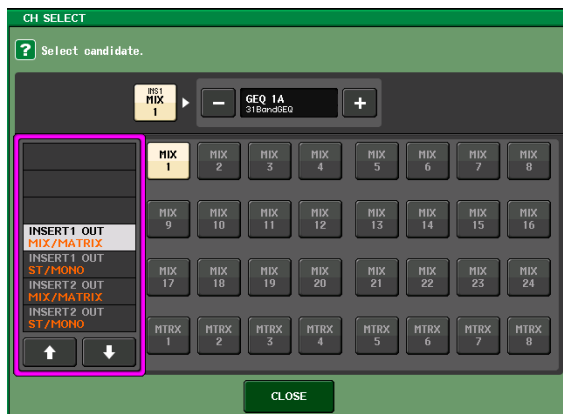 CH SELECT
? Select candidate.
INS1
MIX
1
GEQ 1A
31BandGEQ
INSERT1 OUT
MIX/MATRIX
INSERT1 OUT
ST/MONO
INSERT2 OUT
MIX/MATRIX
INSERT2 OUT
ST/MONO
MIX MIX MIX MIX MIX MIX MIX MIX
1 2 3 4 5 6 7 8
MIX MIX MIX MIX MIX MIX MIX MIX
9 10 11 12 13 14 15 16
MIX MIX MIX MIX MIX MIX MIX MIX
17 18 19 20 21 22 23 24
MTRX MTRX MTRX MTRX MTRX MTRX MTRX MTRX
1 2 3 4 5 6 7 8
CLOSE